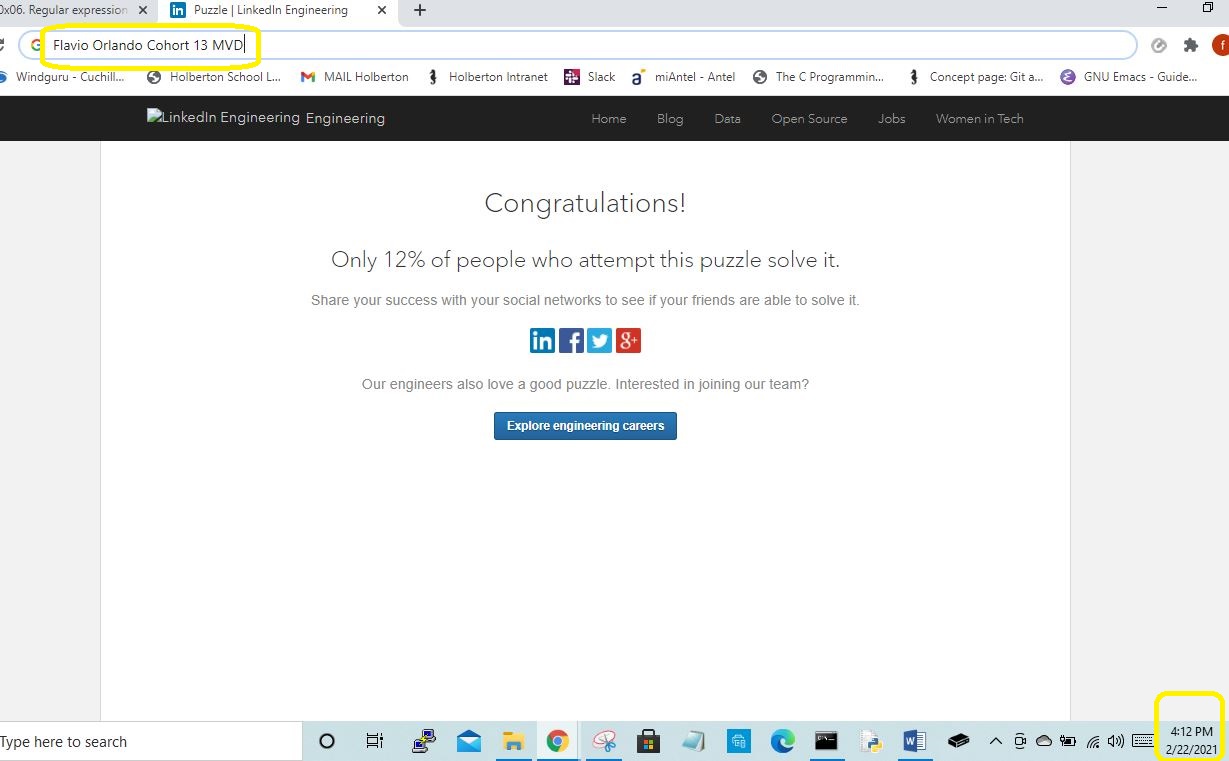 0x06. Regular expression
in Puzzle | LinkedIn Engineering
Flavio Orlando Cohort 13 MVD
f
Windguru - Cuchill...
Holberton School L...
MAIL Holberton
Holberton Intranet
Slack
a miAntel - Antel
The C Programmin...
Concept page: Git a...
GNU Emacs - Guide...
LinkedIn Engineering Engineering
Home Blog Data Open Source Jobs Women in Tech
Congratulations!
Only 12% of people who attempt this puzzle solve it.
Share your success with your social networks to see if your friends are able to solve it.
in f g+
Our engineers also love a good puzzle. Interested in joining our team?
Explore engineering careers
Type here to search
4:12 PM
2/22/2021